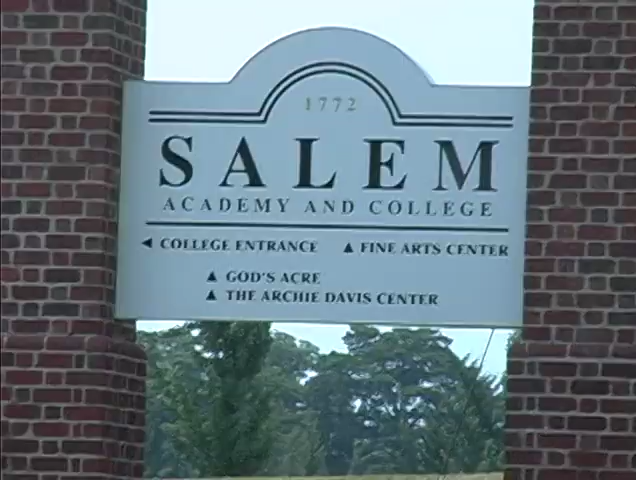 1772
SALEM
ACADEMY AND COLLEGE
◀ COLLEGE ENTRANCE ▲ FINE ARTS CENTER
▲ GOD'S ACRE
▲ THE ARCHIE DAVIS CENTER